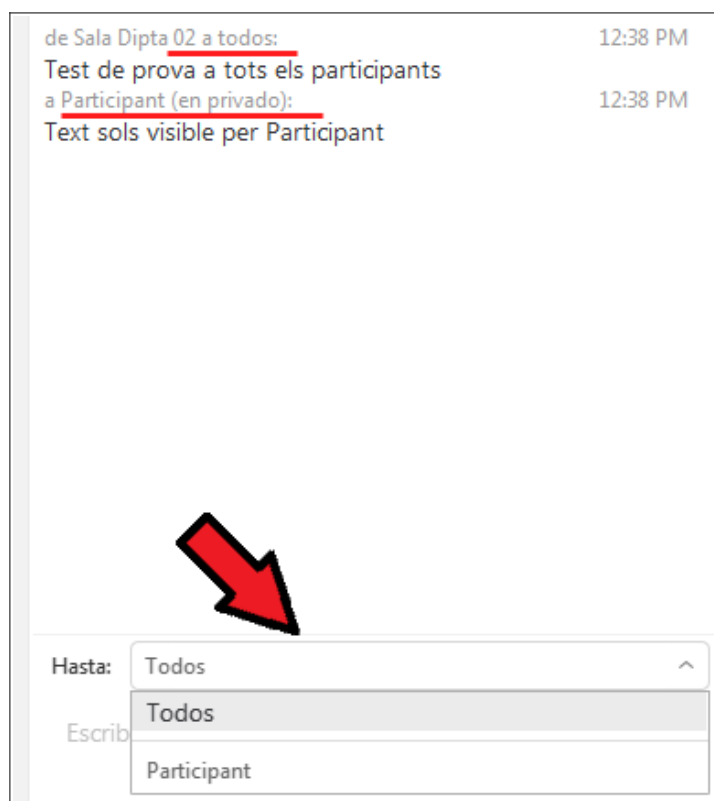 de Sala Dipta 02 a todos: 12:38 PM
Test de prova a tots els participants
a Participant (en privado): 12:38 PM
Text sols visible per Participant
Hasta: Todos
Todos
Escrib
Participant